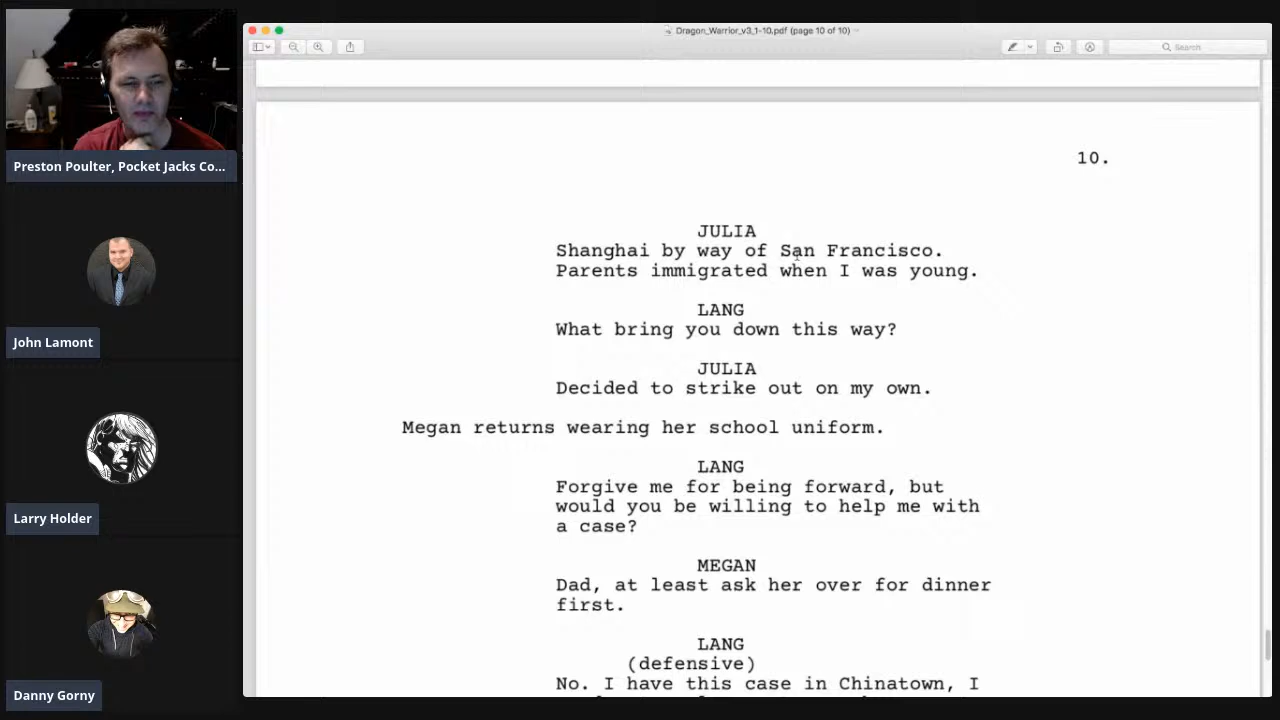 Dragon_Warrior_v3_1-10.pdf (page 10 of 10)
Search
Preston Poulter, Pocket Jacks Co...
John Lamont
Larry Holder
Danny Gorny
10.
JULIA
Shanghai by way of San Francisco.
Parents immigrated when I was young.
LANG
What bring you down this way?
JULIA
Decided to strike out on my own.
Megan returns wearing her school uniform.
LANG
Forgive me for being forward, but
would you be willing to help me with
a case?
MEGAN
Dad, at least ask her over for dinner
first.
LANG
(defensive)
No. I have this case in Chinatown, I